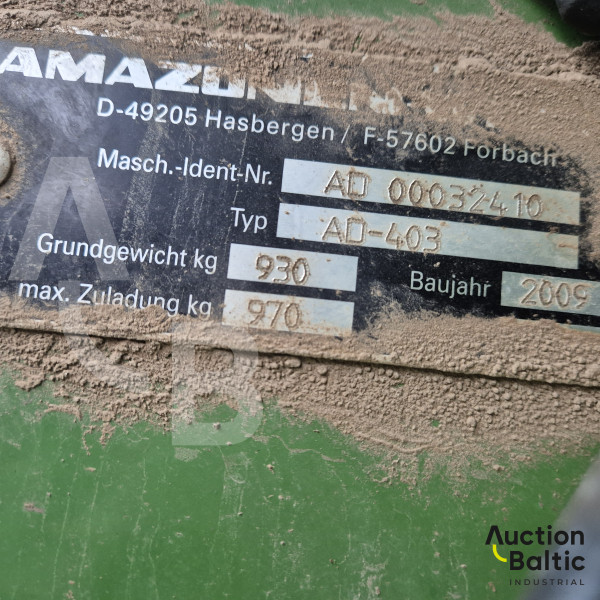 AMAZONEN
D-49205 Hasbergen / F-57602 Forbach
Masch.-Ident-Nr. AD 00032410
Typ AD-403
Grundgewicht kg 930 Baujahr 2009
max. Zuladung kg 970
A
B
Auction
Baltic
INDUSTRIAL